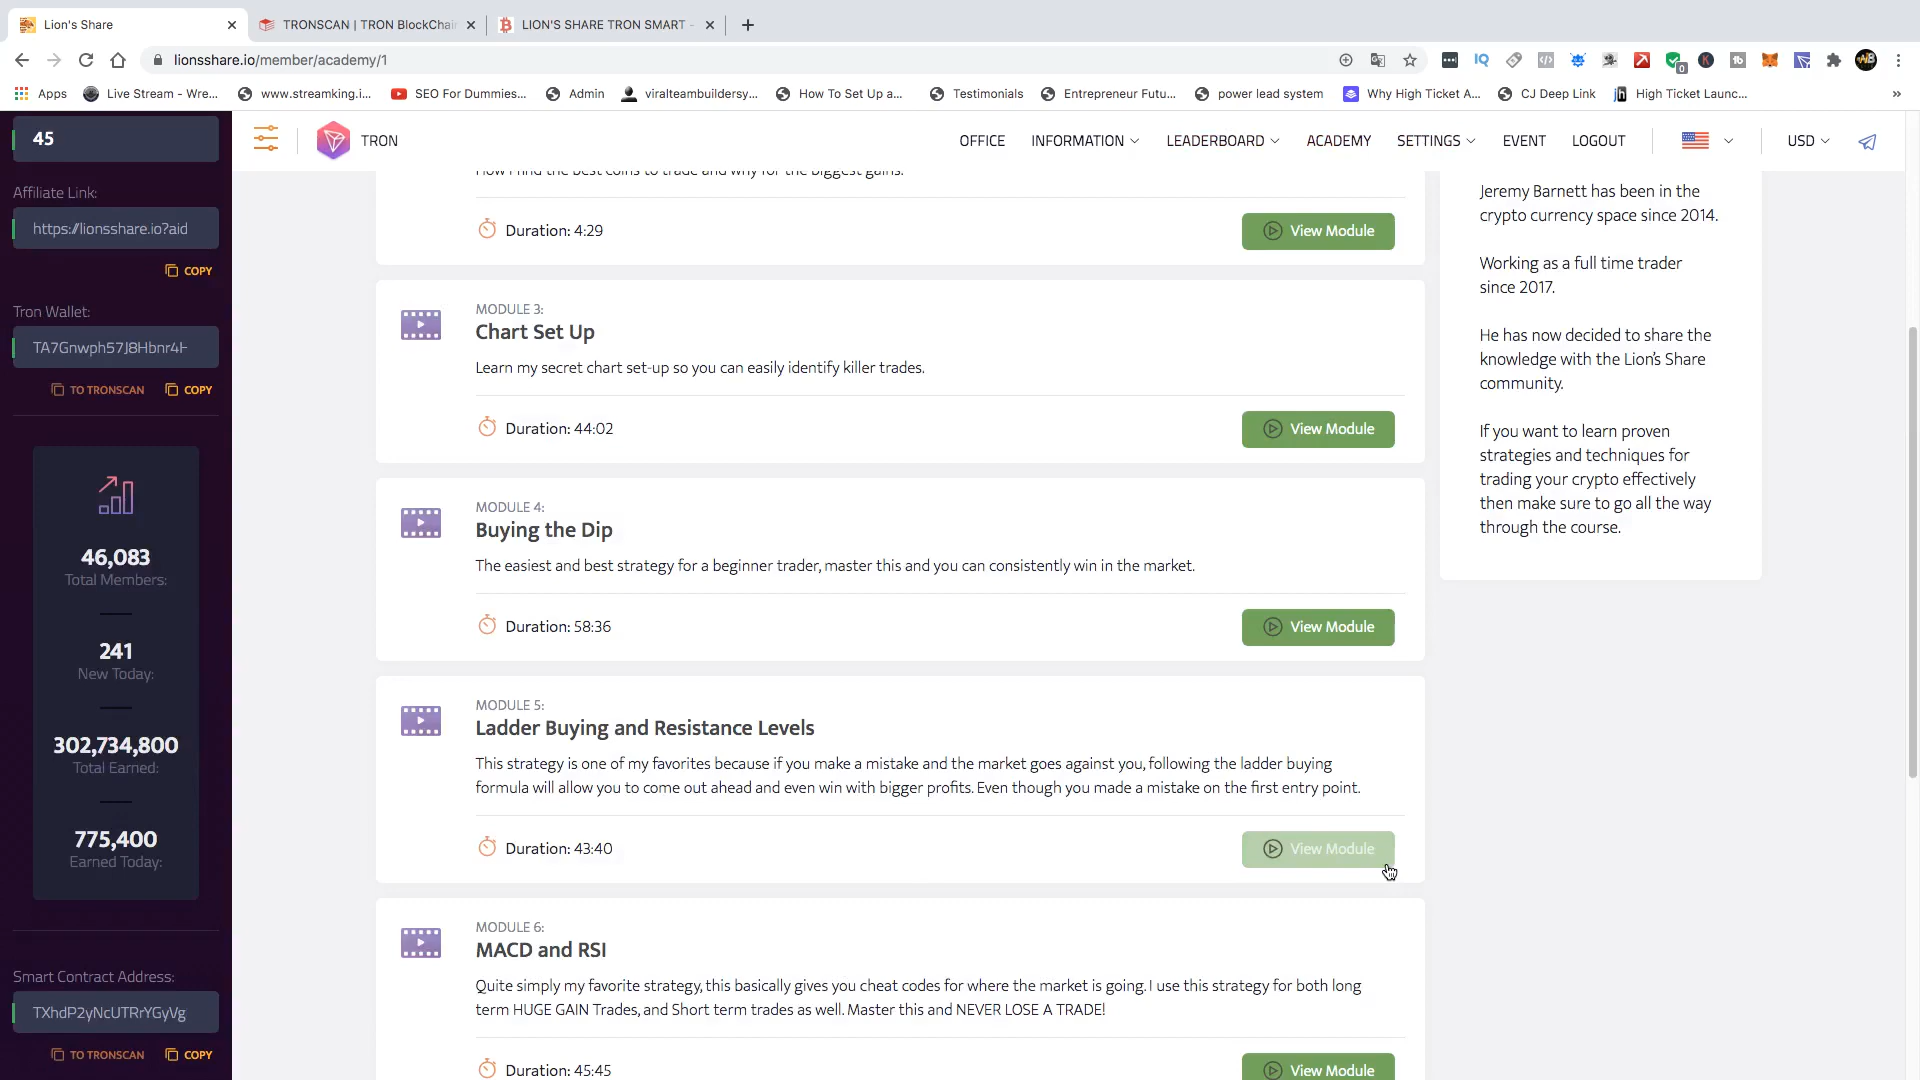 Lion's Share
TRONSCAN | TRON BlockChai
LION'S SHARE TRON SMART -
lionsshare.io/member/academy/1
Apps
Live Stream - Wre...
www.streamking.i...
SEO For Dummies...
Admin
viralteambuildersy...
How To Set Up a...
Testimonials
Entrepreneur Futu...
power lead system
Why High Ticket A...
CJ Deep Link
High Ticket Launc...
45
Affiliate Link:
https://lionsshare.io?aid
COPY
Tron Wallet:
TA7Gnwph57J8Hbnr4H
TO TRONSCAN
COPY
46,083
Total Members:
241
New Today:
302,734,800
Total Earned:
775,400
Earned Today:
Smart Contract Address:
TXhdP2yNcUTRrYGyVg
TO TRONSCAN
COPY
TRON
OFFICE
INFORMATION
LEADERBOARD
ACADEMY
SETTINGS
EVENT
LOGOUT
USD
How I find the best coins to trade and why for the biggest gains.
Duration: 4:29
View Module
MODULE 3:
Chart Set Up
Learn my secret chart set-up so you can easily identify killer trades.
Duration: 44:02
View Module
MODULE 4:
Buying the Dip
The easiest and best strategy for a beginner trader, master this and you can consistently win in the market.
Duration: 58:36
View Module
MODULE 5:
Ladder Buying and Resistance Levels
This strategy is one of my favorites because if you make a mistake and the market goes against you, following the ladder buying
formula will allow you to come out ahead and even win with bigger profits. Even though you made a mistake on the first entry point.
Duration: 43:40
View Module
MODULE 6:
MACD and RSI
Quite simply my favorite strategy, this basically gives you cheat codes for where the market is going. I use this strategy for both long
term HUGE GAIN Trades, and Short term trades as well. Master this and NEVER LOSE A TRADE!
Duration: 45:45
View Module
Jeremy Barnett has been in the
crypto currency space since 2014.
Working as a full time trader
since 2017.
He has now decided to share the
knowledge with the Lion's Share
community.
If you want to learn proven
strategies and techniques for
trading your crypto effectively
then make sure to go all the way
through the course.